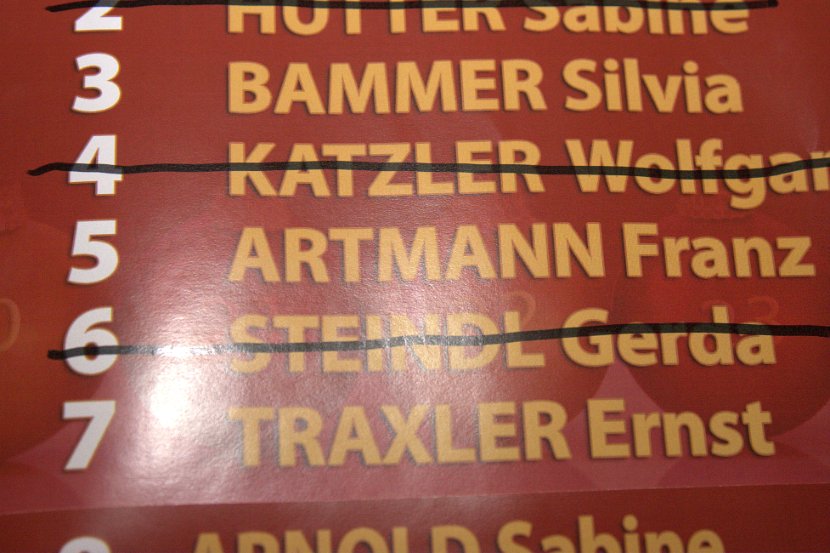 2 HUTTER Sabine
3 BAMMER Silvia
4 KATZLER Wolfgan
5 ARTMANN Franz
6 STEINDL Gerda
7 TRAXLER Ernst
ARNOLD Sabine